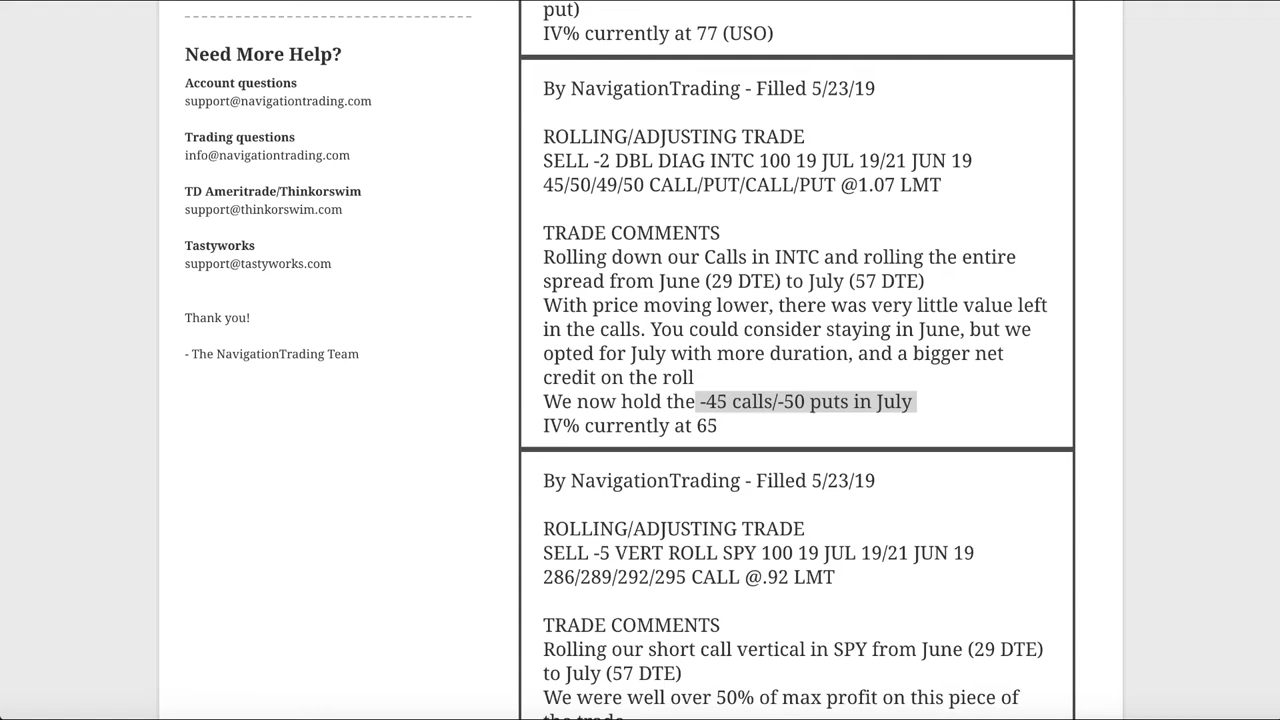 Need More Help?
Account questions
support@navigationtrading.com
Trading questions
info@navigationtrading.com
TD Ameritrade/Thinkorswim
support@thinkorswim.com
Tastyworks
support@tastyworks.com
Thank you!
- The NavigationTrading Team
put)
IV% currently at 77 (USO)
By NavigationTrading - Filled 5/23/19
ROLLING/ADJUSTING TRADE
SELL -2 DBL DIAG INTC 100 19 JUL 19/21 JUN 19
45/50/49/50 CALL/PUT/CALL/PUT @1.07 LMT
TRADE COMMENTS
Rolling down our Calls in INTC and rolling the entire
spread from June (29 DTE) to July (57 DTE)
With price moving lower, there was very little value left
in the calls. You could consider staying in June, but we
opted for July with more duration, and a bigger net
credit on the roll
We now hold the -45 calls/-50 puts in July
IV% currently at 65
By NavigationTrading - Filled 5/23/19
ROLLING/ADJUSTING TRADE
SELL -5 VERT ROLL SPY 100 19 JUL 19/21 JUN 19
286/289/292/295 CALL @.92 LMT
TRADE COMMENTS
Rolling our short call vertical in SPY from June (29 DTE)
to July (57 DTE)
We were well over 50% of max profit on this piece of
the trade